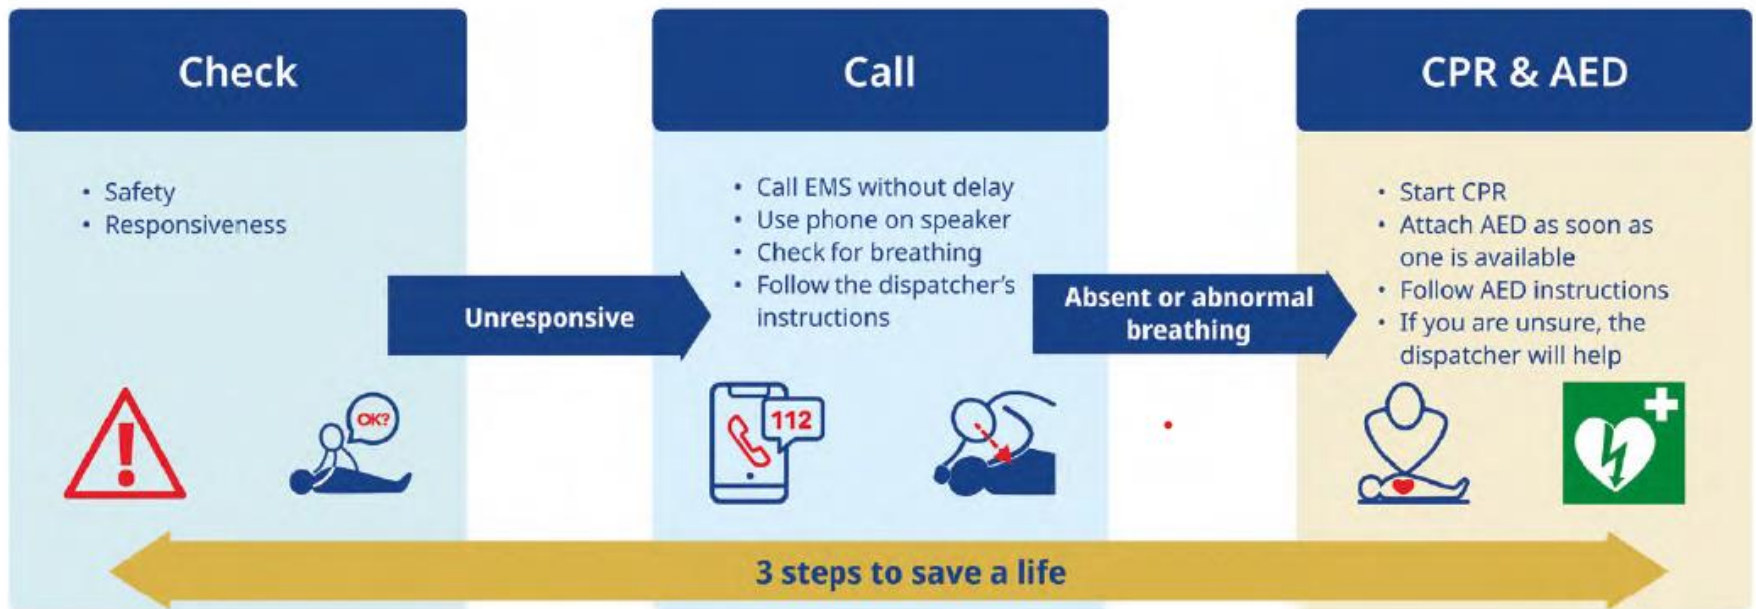 Check
• Safety
• Responsiveness
OK?
Unresponsive
Call
• Call EMS without delay
• Use phone on speaker
• Check for breathing
• Follow the dispatcher's
instructions
112
Absent or abnormal
breathing
CPR & AED
• Start CPR
• Attach AED as soon as
one is available
• Follow AED instructions
• If you are unsure, the
dispatcher will help
3 steps to save a life